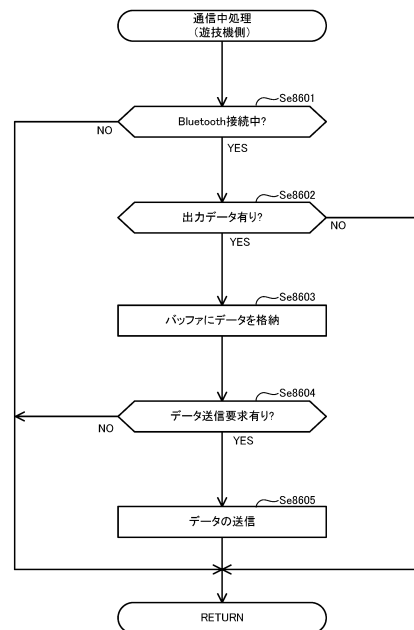 通信中処理
(遊技機側)
Se8601
Bluetooth接続中?
NO
YES
Se8602
出力データ有り?
NO
YES
Se8603
バッファにデータを格納
Se8604
データ送信要求有り?
NO
YES
Se8605
データの送信
RETURN